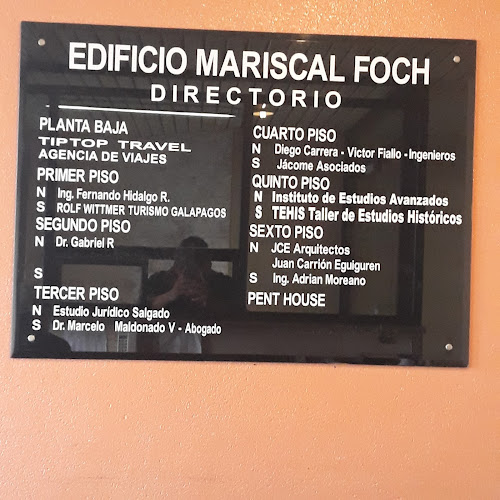 EDIFICIO MARISCAL FOCH
DIRECTORIO
PLANTA BAJA
TIPTOP TRAVEL
AGENCIA DE VIAJES
PRIMER PISO
N Ing. Fernando Hidalgo R.
S ROLF WITTMER TURISMO GALAPAGOS
SEGUNDO PISO
N Dr. Gabriel R
S
TERCER PISO
N Estudio Jurídico Salgado
S Dr. Marcelo Maldonado V - Abogado
CUARTO PISO
N Diego Carrera - Victor Fiallo - Ingenieros
S Jácome Asociados
QUINTO PISO
N Instituto de Estudios Avanzados
S TEHIS Taller de Estudios Históricos
SEXTO PISO
N JCE Arquitectos
Juan Carrión Eguiguren
S Ing. Adrian Moreano
PENT HOUSE